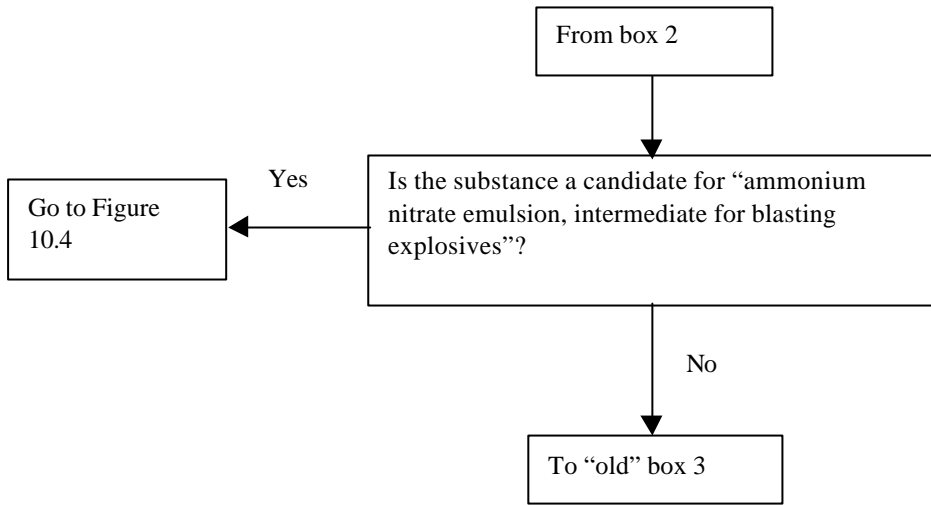 From box 2
Yes
Is the substance a candidate for “ammonium
nitrate emulsion, intermediate for blasting
explosives”?
Go to Figure
10.4
No
To “old” box 3